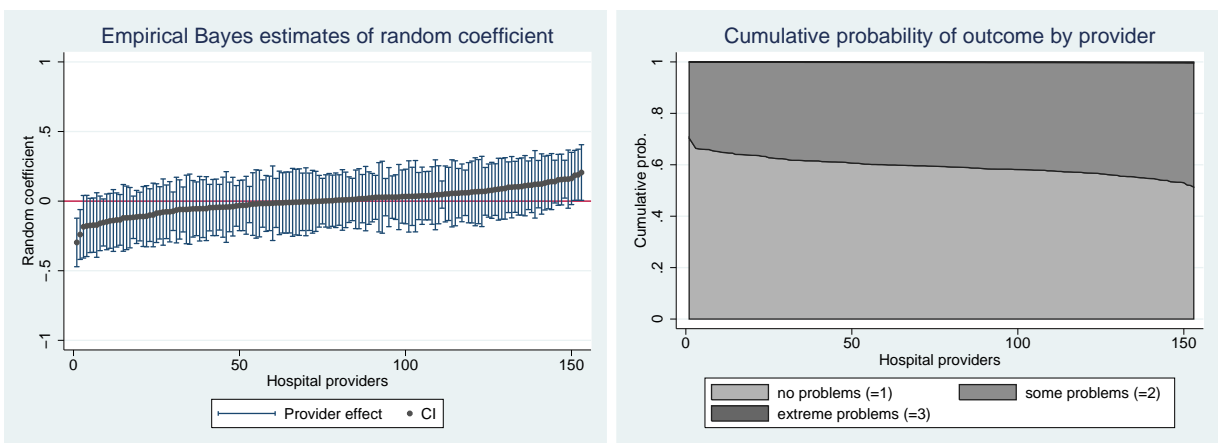 Empirical Bayes estimates of random coefficient
1
.5
0
-.5
-1
Random coefficient
0 50 100 150
Hospital providers
Provider effect CI
Cumulative probability of outcome by provider
1
.8
.6
.4
.2
0
Cumulative prob.
0 50 100 150
Hospital providers
no problems (=1) some problems (=2)
extreme problems (=3)